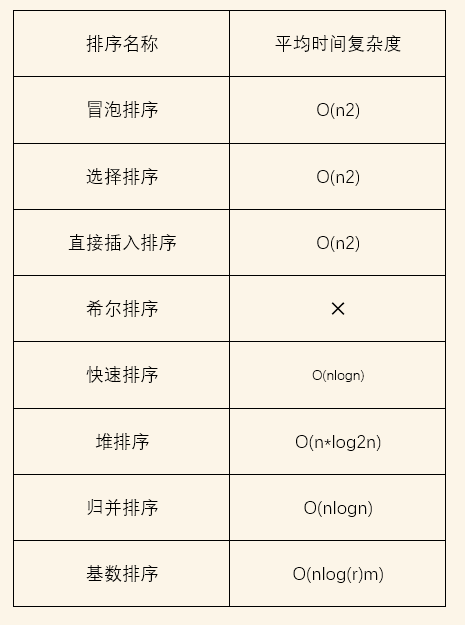 排序名称 平均时间复杂度
冒泡排序 O(n2)
选择排序 O(n2)
直接插入排序 O(n2)
希尔排序 ×
快速排序 O(nlogn)
堆排序 O(n*log2n)
归并排序 O(nlogn)
基数排序 O(nlog(r)m)